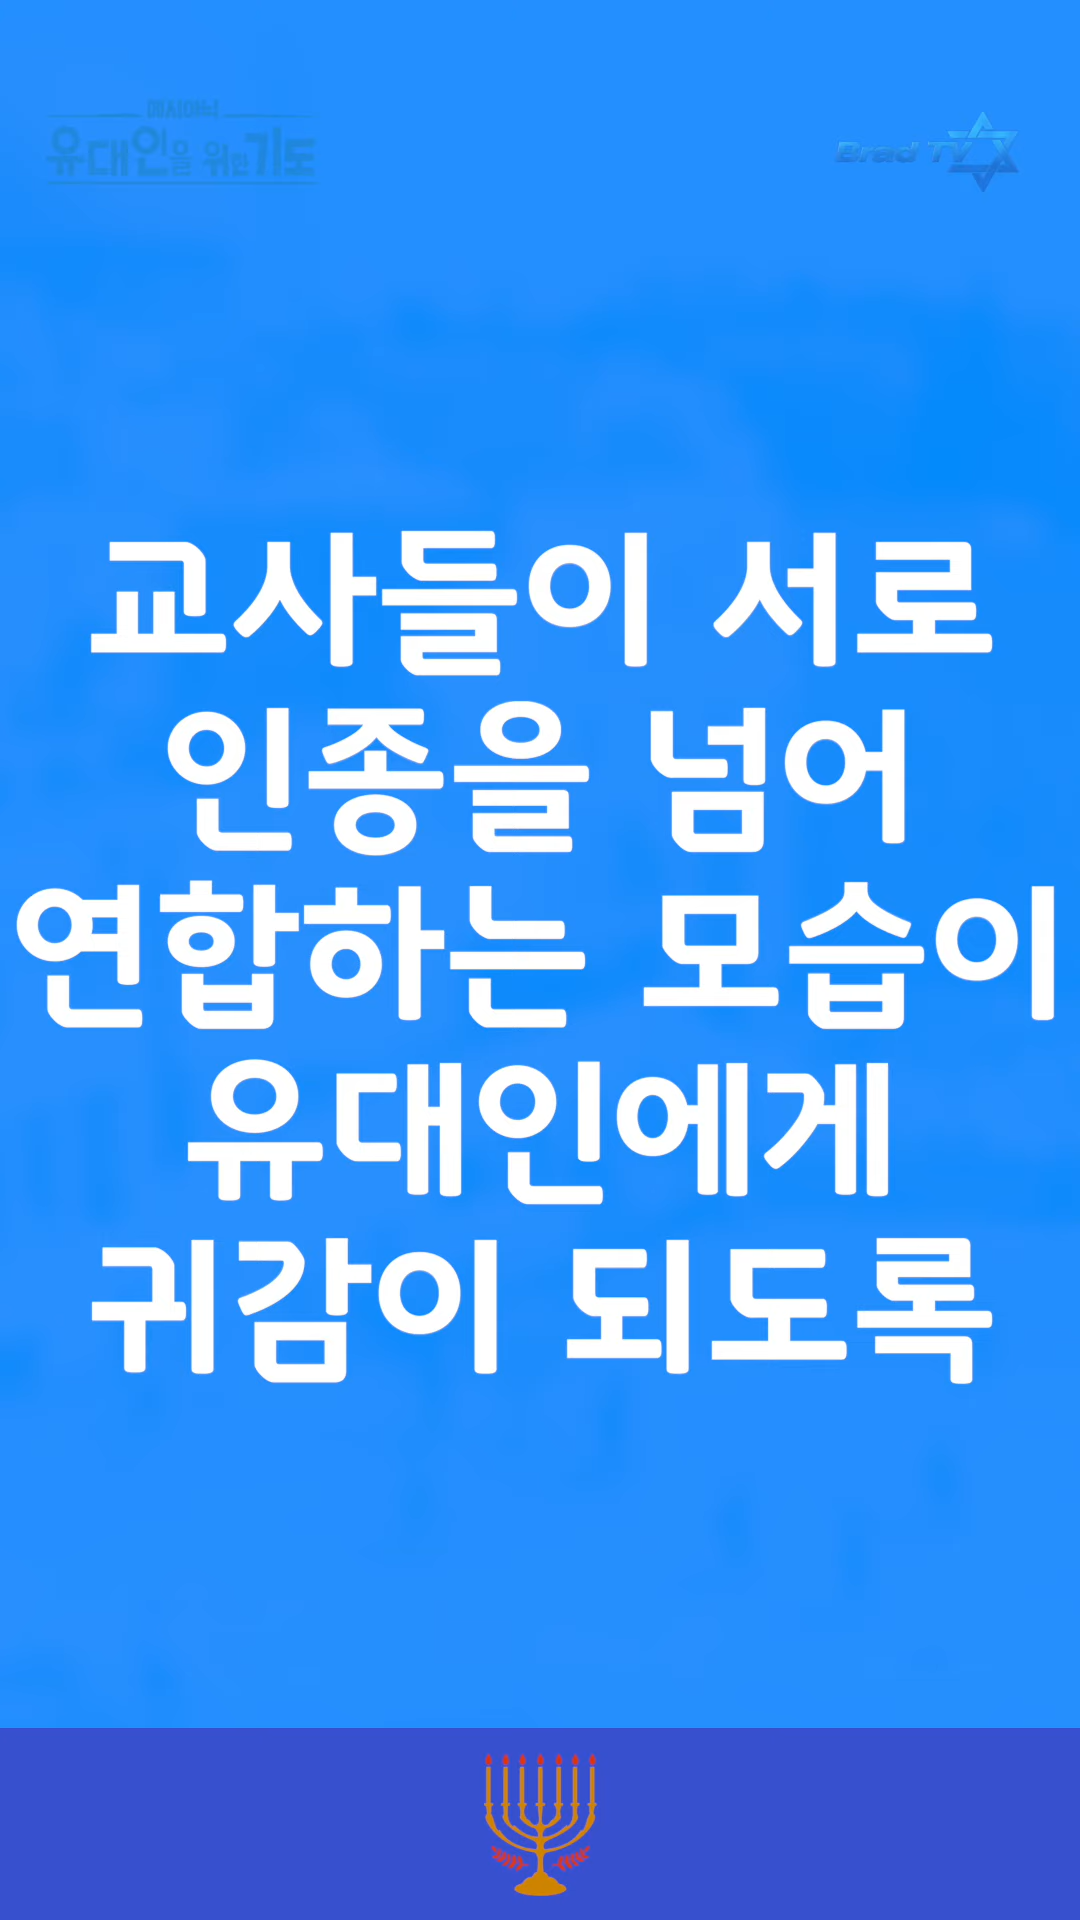 메시아닉
유대인을 위한 기도
Brad TV
교사들이 서로
인종을 넘어
연합하는 모습이
유대인에게
귀감이 되도록